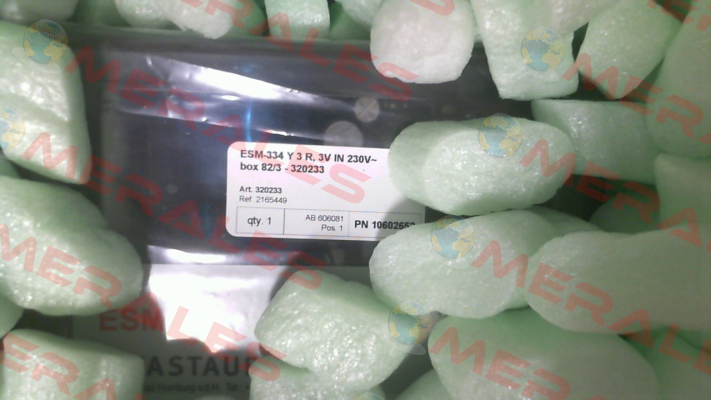 ESM-334 Y 3 R, 3V IN 230V~
box 82/3 - 320233
Art. 320233
Ref. 2165449
qty. 1
AB 606081
Pos. 1
MERALES
MERALES
MERALES
MERALES
MERALES
ESM